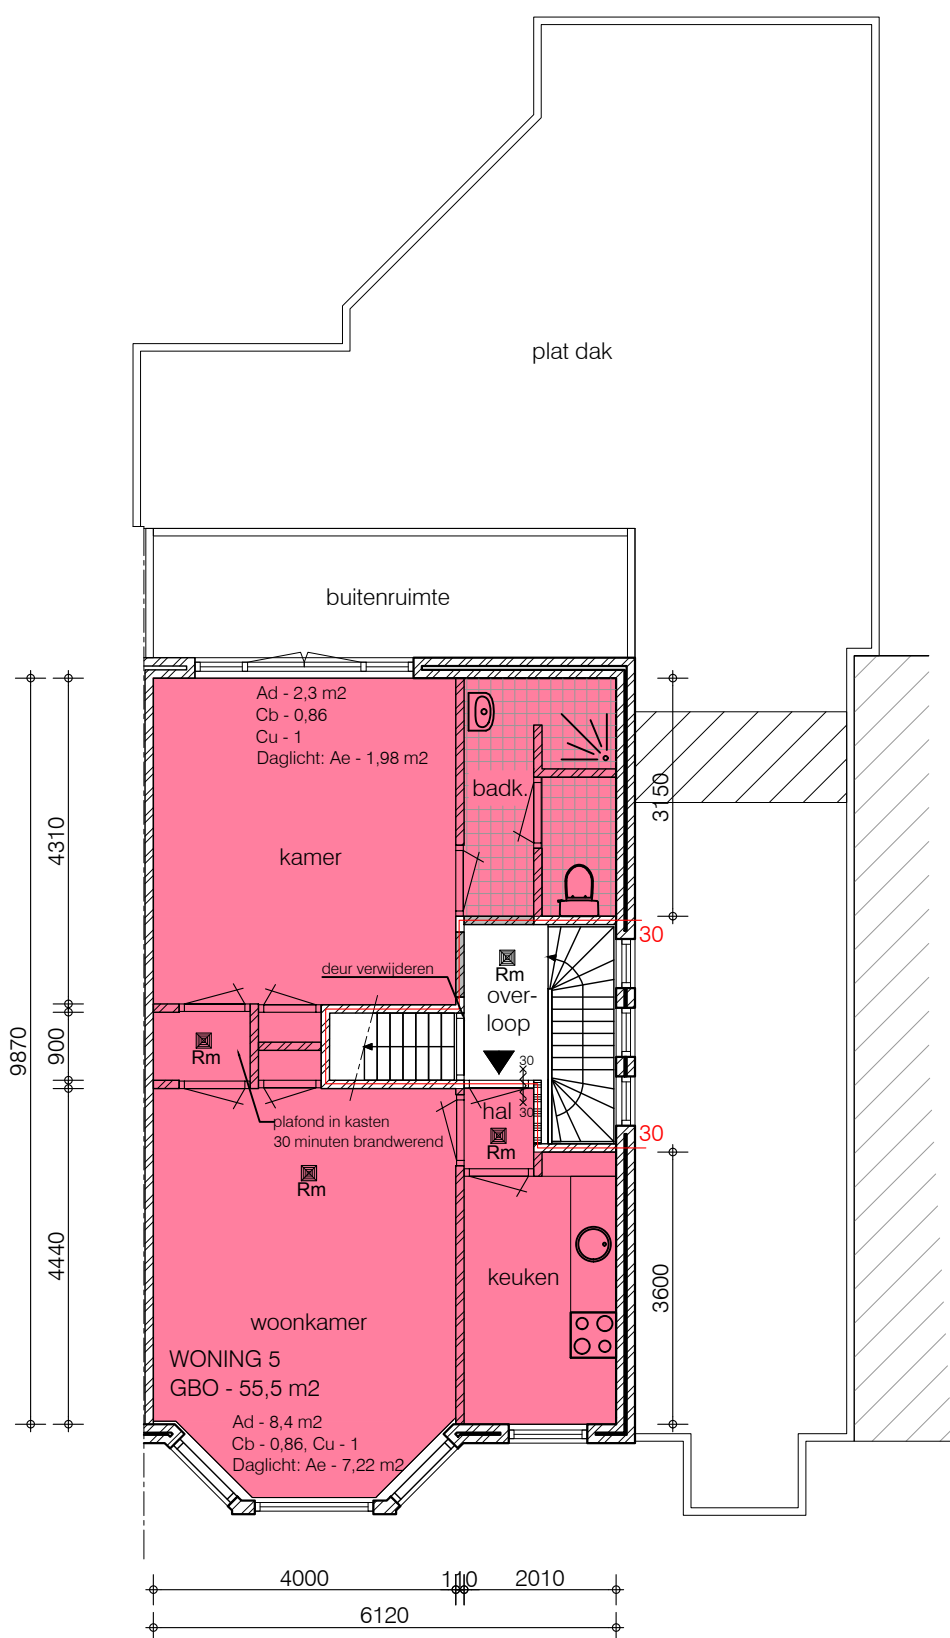 plat dak
buitenruimte
Ad - 2,3 m2
Cb - 0,86
Cu - 1
Daglicht: Ae - 1,98 m2
badk.
3150
4310
kamer
30
deur verwijderen
Rm
over-
loop
9870
900
Rm
30
hal
30
plafond in kasten
30 minuten brandwerend
30
Rm
Rm
4440
keuken
3600
woonkamer
WONING 5
GBO - 55,5 m2
Ad - 8,4 m2
Cb - 0,86, Cu - 1
Daglicht: Ae - 7,22 m2
4000
110
2010
6120